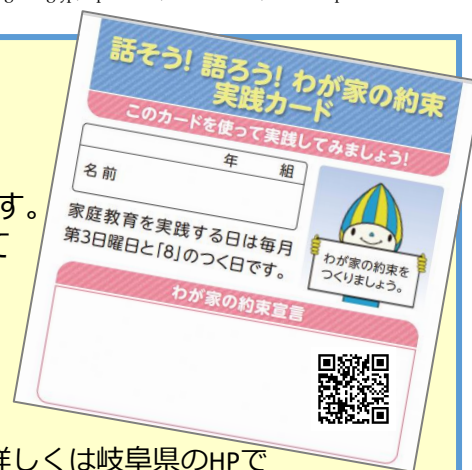 話そう! 語ろう! わが家の約束
実践カード
このカードを使って実践してみましょう!
年 組
名前
す。
家庭教育を実践する日は毎月
第3日曜日と「8」のつく日です。
わが家の約束を
つくりましょう。
わが家の約束宣言
詳しくは岐阜県のHPで